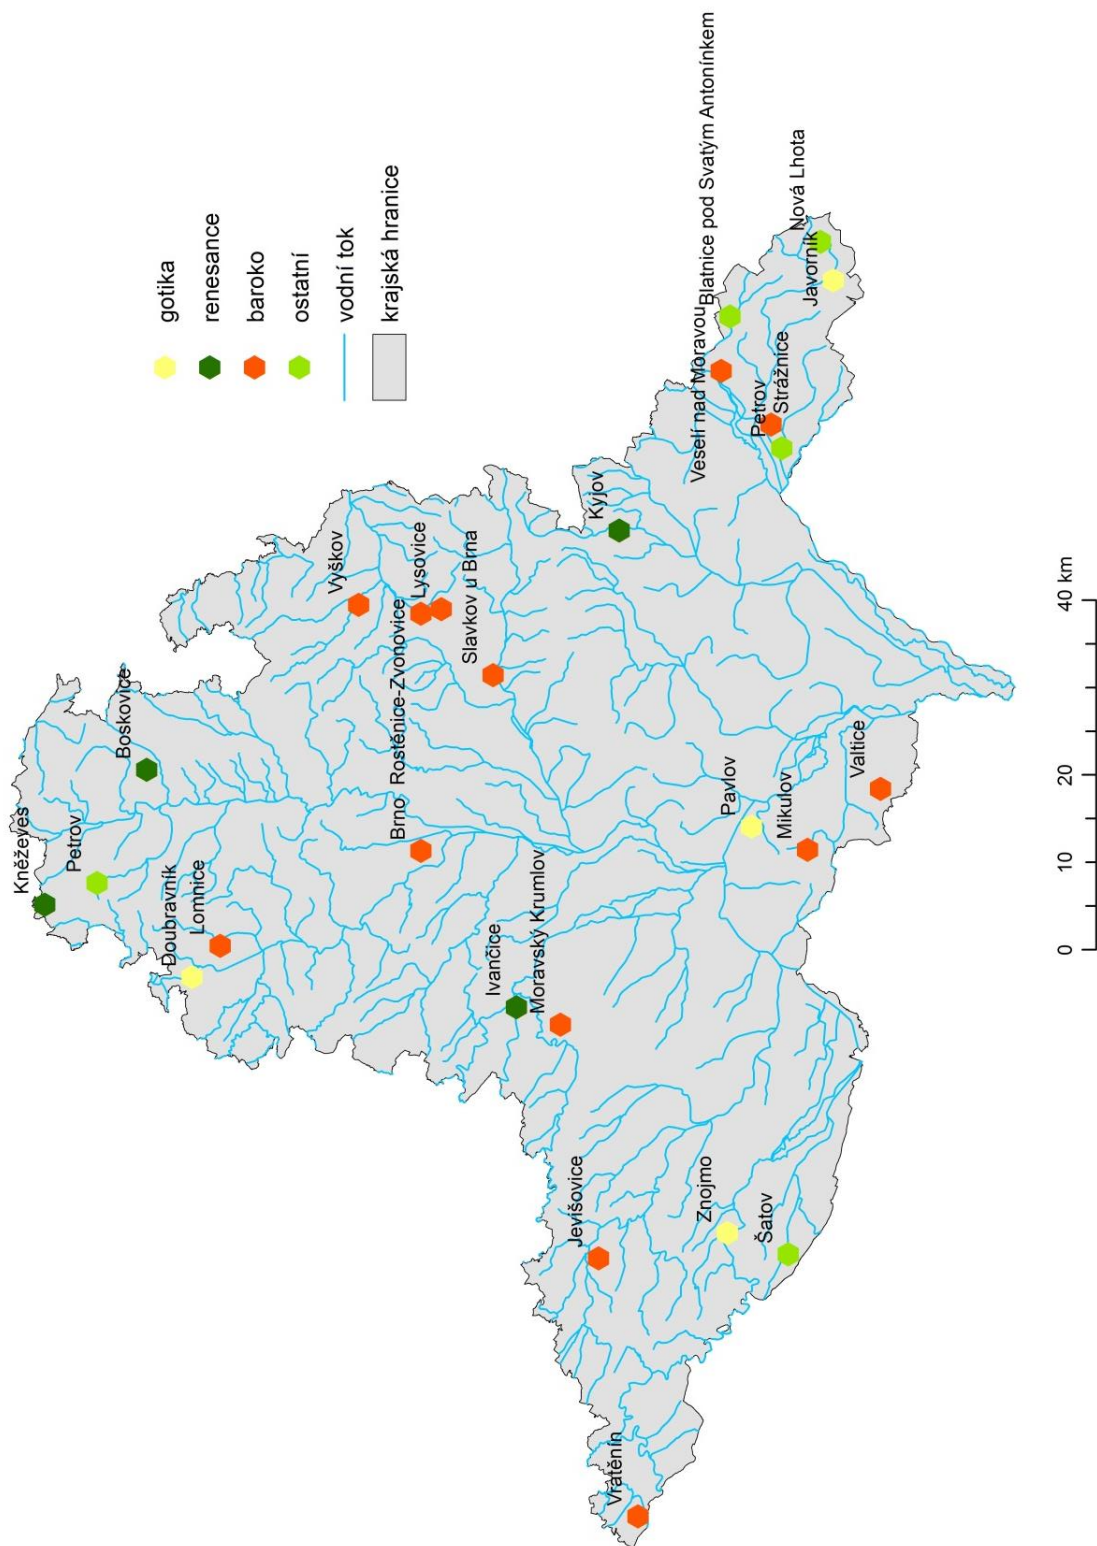 gotika
renesance
baroko
ostatní
vodní tok
krajská hranice
Kněževes
Petrov
Boskovice
Doubravník
Lomnice
Vyškov
Lysovice
Rostěnice-Zvonovice
Brno
Slavkov u Brna
Ivančice
Moravský Krumlov
Kyjov
Jevišovice
Vratěnín
Znojmo
Šatov
Pavlov
Mikulov
Valtice
Veselí nad Moravou
Blatnice pod Svatým Antonínkem
Petrov
Strážnice
Javorník
Nová Lhota
0 10 20 40 km